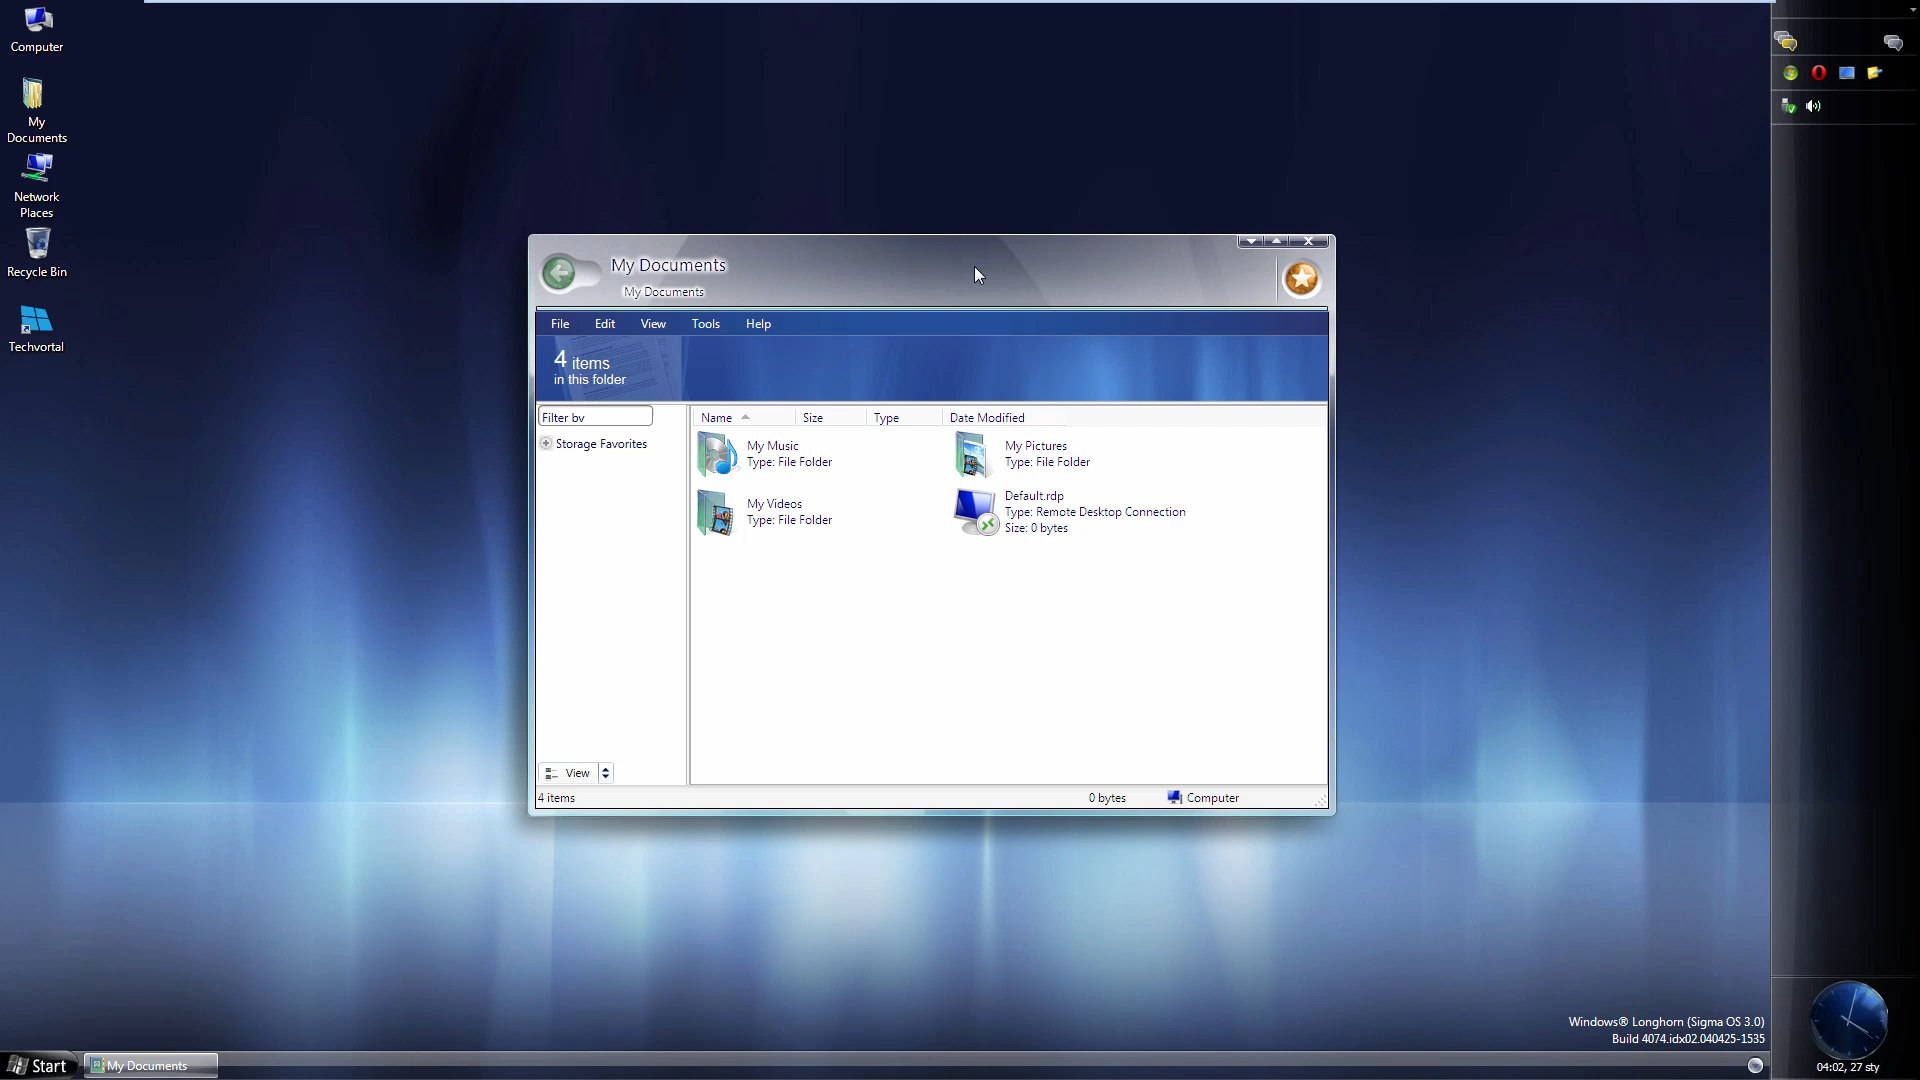 Computer
My
Documents
Network
Places
Recycle Bin
Techvortal
My Documents
My Documents
File Edit View Tools Help
4 items
in this folder
Filter by
Storage Favorites
Name Size Type Date Modified
My Music
Type: File Folder
My Pictures
Type: File Folder
My Videos
Type: File Folder
Default.rdp
Type: Remote Desktop Connection
Size: 0 bytes
View
4 items 0 bytes Computer
Windows® Longhorn (Sigma OS 3.0)
Build 4074.idx02.040425-1535
Start My Documents
04:02, 27 sty